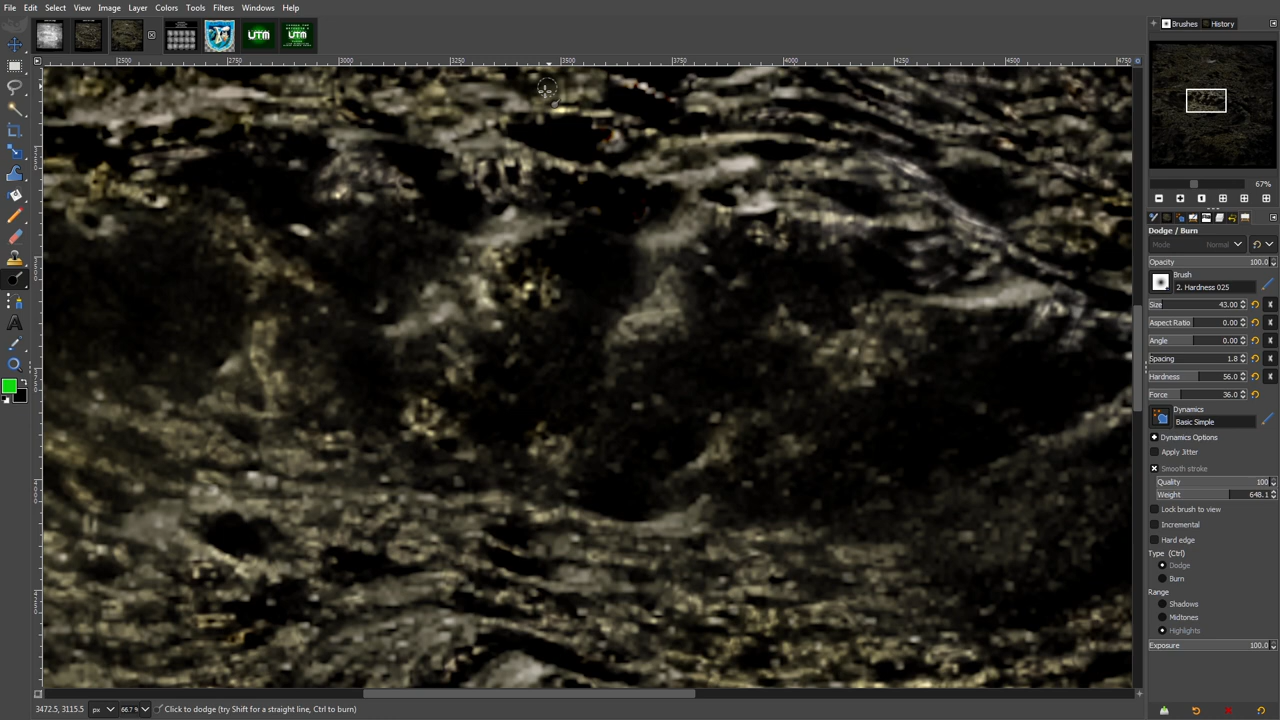 File Edit Select View Image Layer Colors Tools Filters Windows Help
UTM
UTM
Brushes History
2500 2750 3000 3250 3500 3750 4000 4250 4500 4750
67%
Dodge / Burn
Mode Normal
Opacity 100.0
Brush
2. Hardness 025
Size 43.00
Aspect Ratio 0.00
Angle 0.00
Spacing 1.8
Hardness 56.0
Force 36.0
Dynamics
Basic Simple
Dynamics Options
Apply Jitter
Smooth stroke
Quality 100
Weight 648.1
Lock brush to view
Incremental
Hard edge
Type (Ctrl)
Dodge
Burn
Range
Shadows
Midtones
Highlights
Exposure 100.0
3472.5, 3115.5 px 66.7 % Click to dodge (try Shift for a straight line, Ctrl to burn)